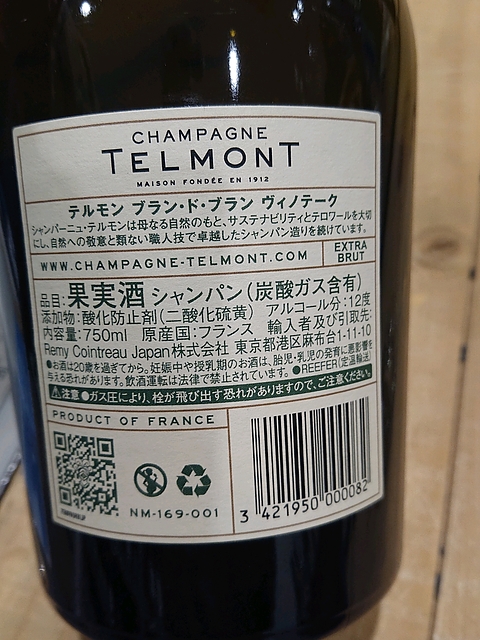 CHAMPAGNE
TELMONT
MAISON FONDÉE EN 1912
テルモン ブラン・ド・ブラン ヴィノテーク
シャンパーニュ・テルモンは母なる自然のもと、サステナビリティとテロワールを大切
にし、自然への敬意と類ない職人技で卓越したシャンパン造りを続けています。
WWW.CHAMPAGNE-TELMONT.COM
EXTRA
BRUT
品目:果実酒 シャンパン(炭酸ガス含有)
添加物:酸化防止剤(二酸化硫黄) アルコール分:12度
内容量:750ml 原産国:フランス 輸入者及び引取先:
Remy Cointreau Japan株式会社 東京都港区麻布台1-11-10
●お酒は20歳を過ぎてから。妊娠中や授乳期のお酒は、胎児・乳児の発育に悪影響を
与える恐れがあります。飲酒運転は法律で禁止されています。●REEFER(定温輸送)
注意 ●ガス圧により、栓が飛び出す恐れがありますので、ご注意ください。
PRODUCT OF FRANCE
NM-169-001
3 421950 000082